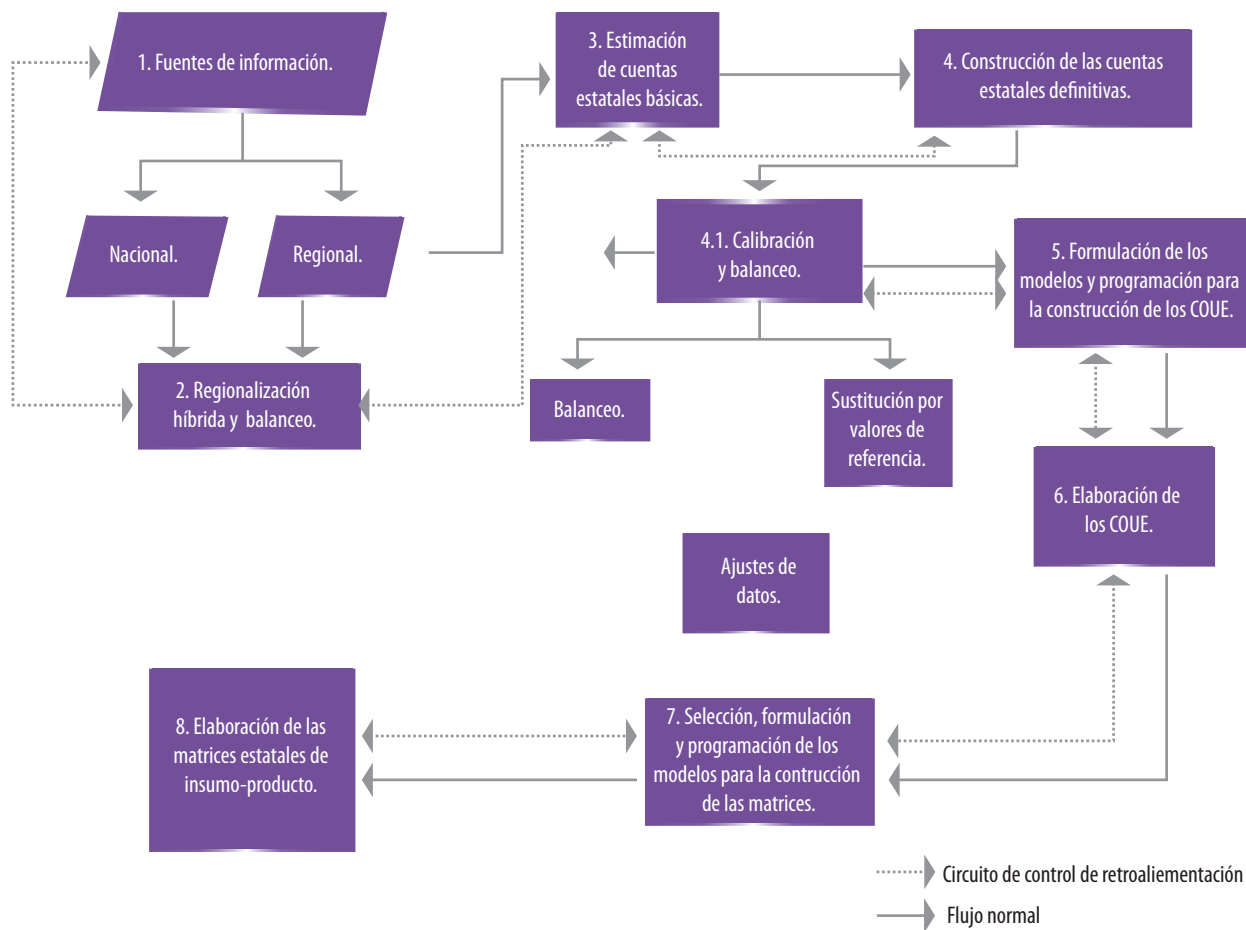 1. Fuentes de información.
3. Estimación
de cuentas
estatales básicas.
4. Construcción de las cuentas
estatales definitivas.
Nacional.
Regional.
4.1. Calibración
y balanceo.
5. Formulación de los
modelos y programación para
la construcción de los COUE.
2. Regionalización
híbrida y balanceo.
Balanceo.
Sustitución por
valores de
referencia.
6. Elaboración de
los COUE.
Ajustes de
datos.
8. Elaboración de las
matrices estatales de
insumo-producto.
7. Selección, formulación
y programación de los
modelos para la contrucción
de las matrices.
Circuito de control de retroaliementación
Flujo normal